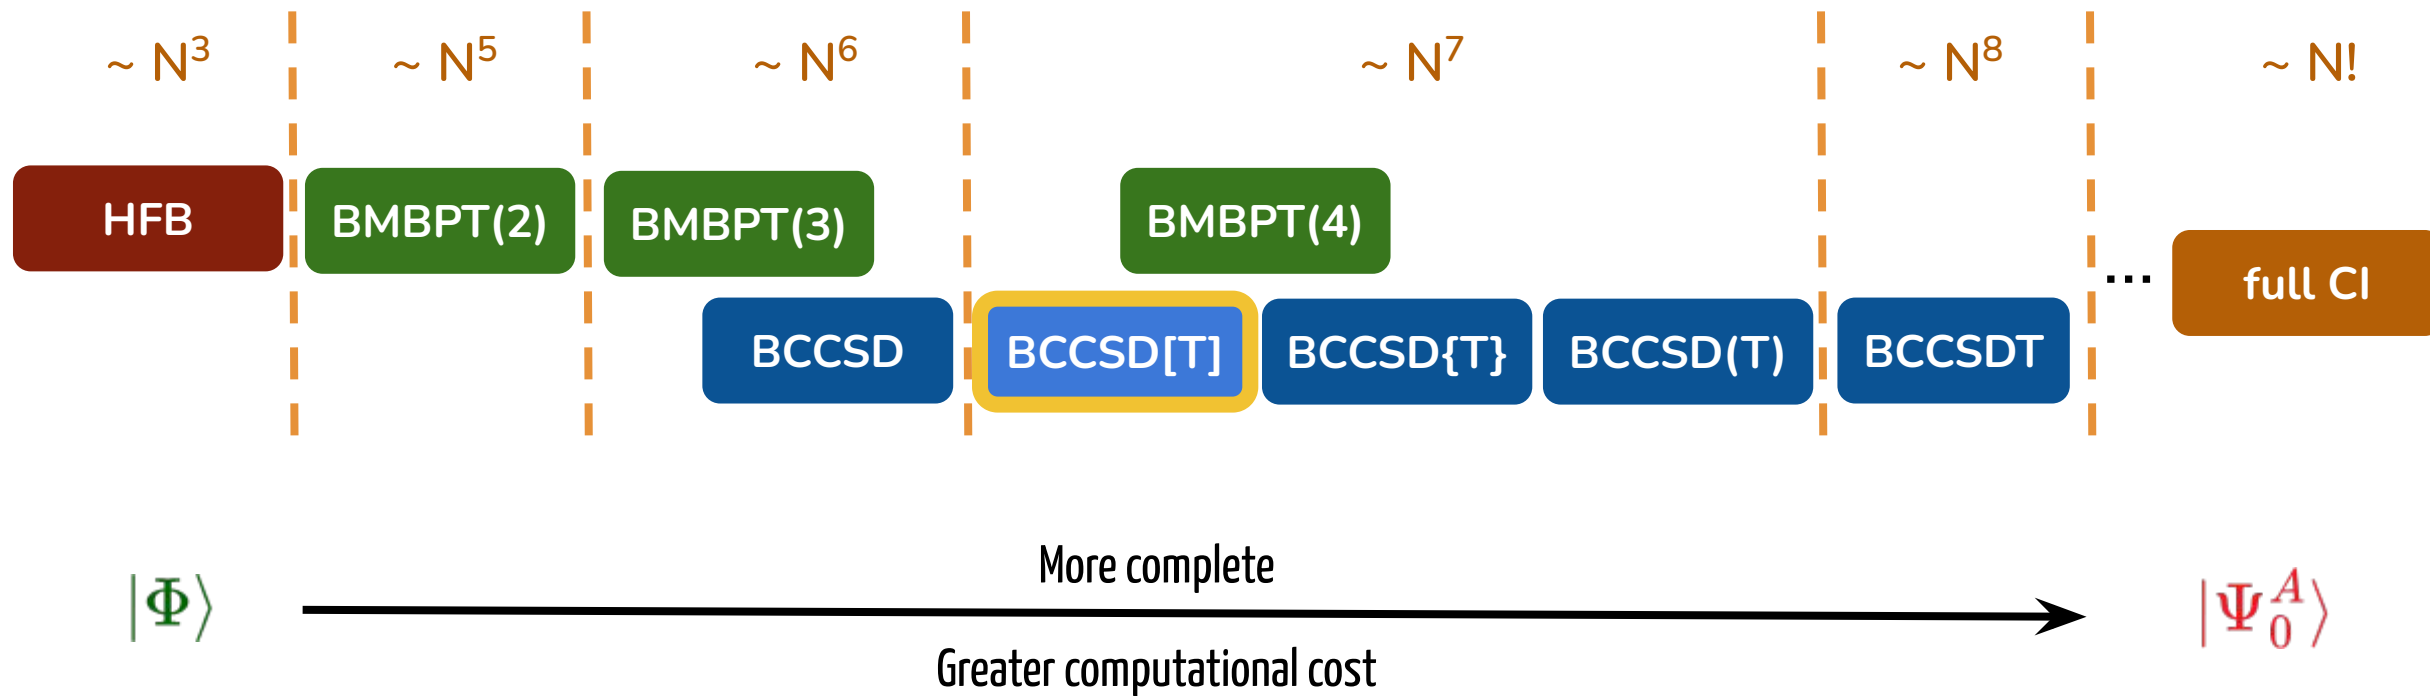 ~ N³
~ N⁵
~ N⁶
~ N⁷
~ N⁸
~ N!
HFB
BMBPT(2)
BMBPT(3)
BMBPT(4)
BCCSD
BCCSD[T]
BCCSD{T}
BCCSD(T)
BCCSDT
...
full CI
More complete
|Φ⟩
|Ψ₀ᴬ⟩
Greater computational cost